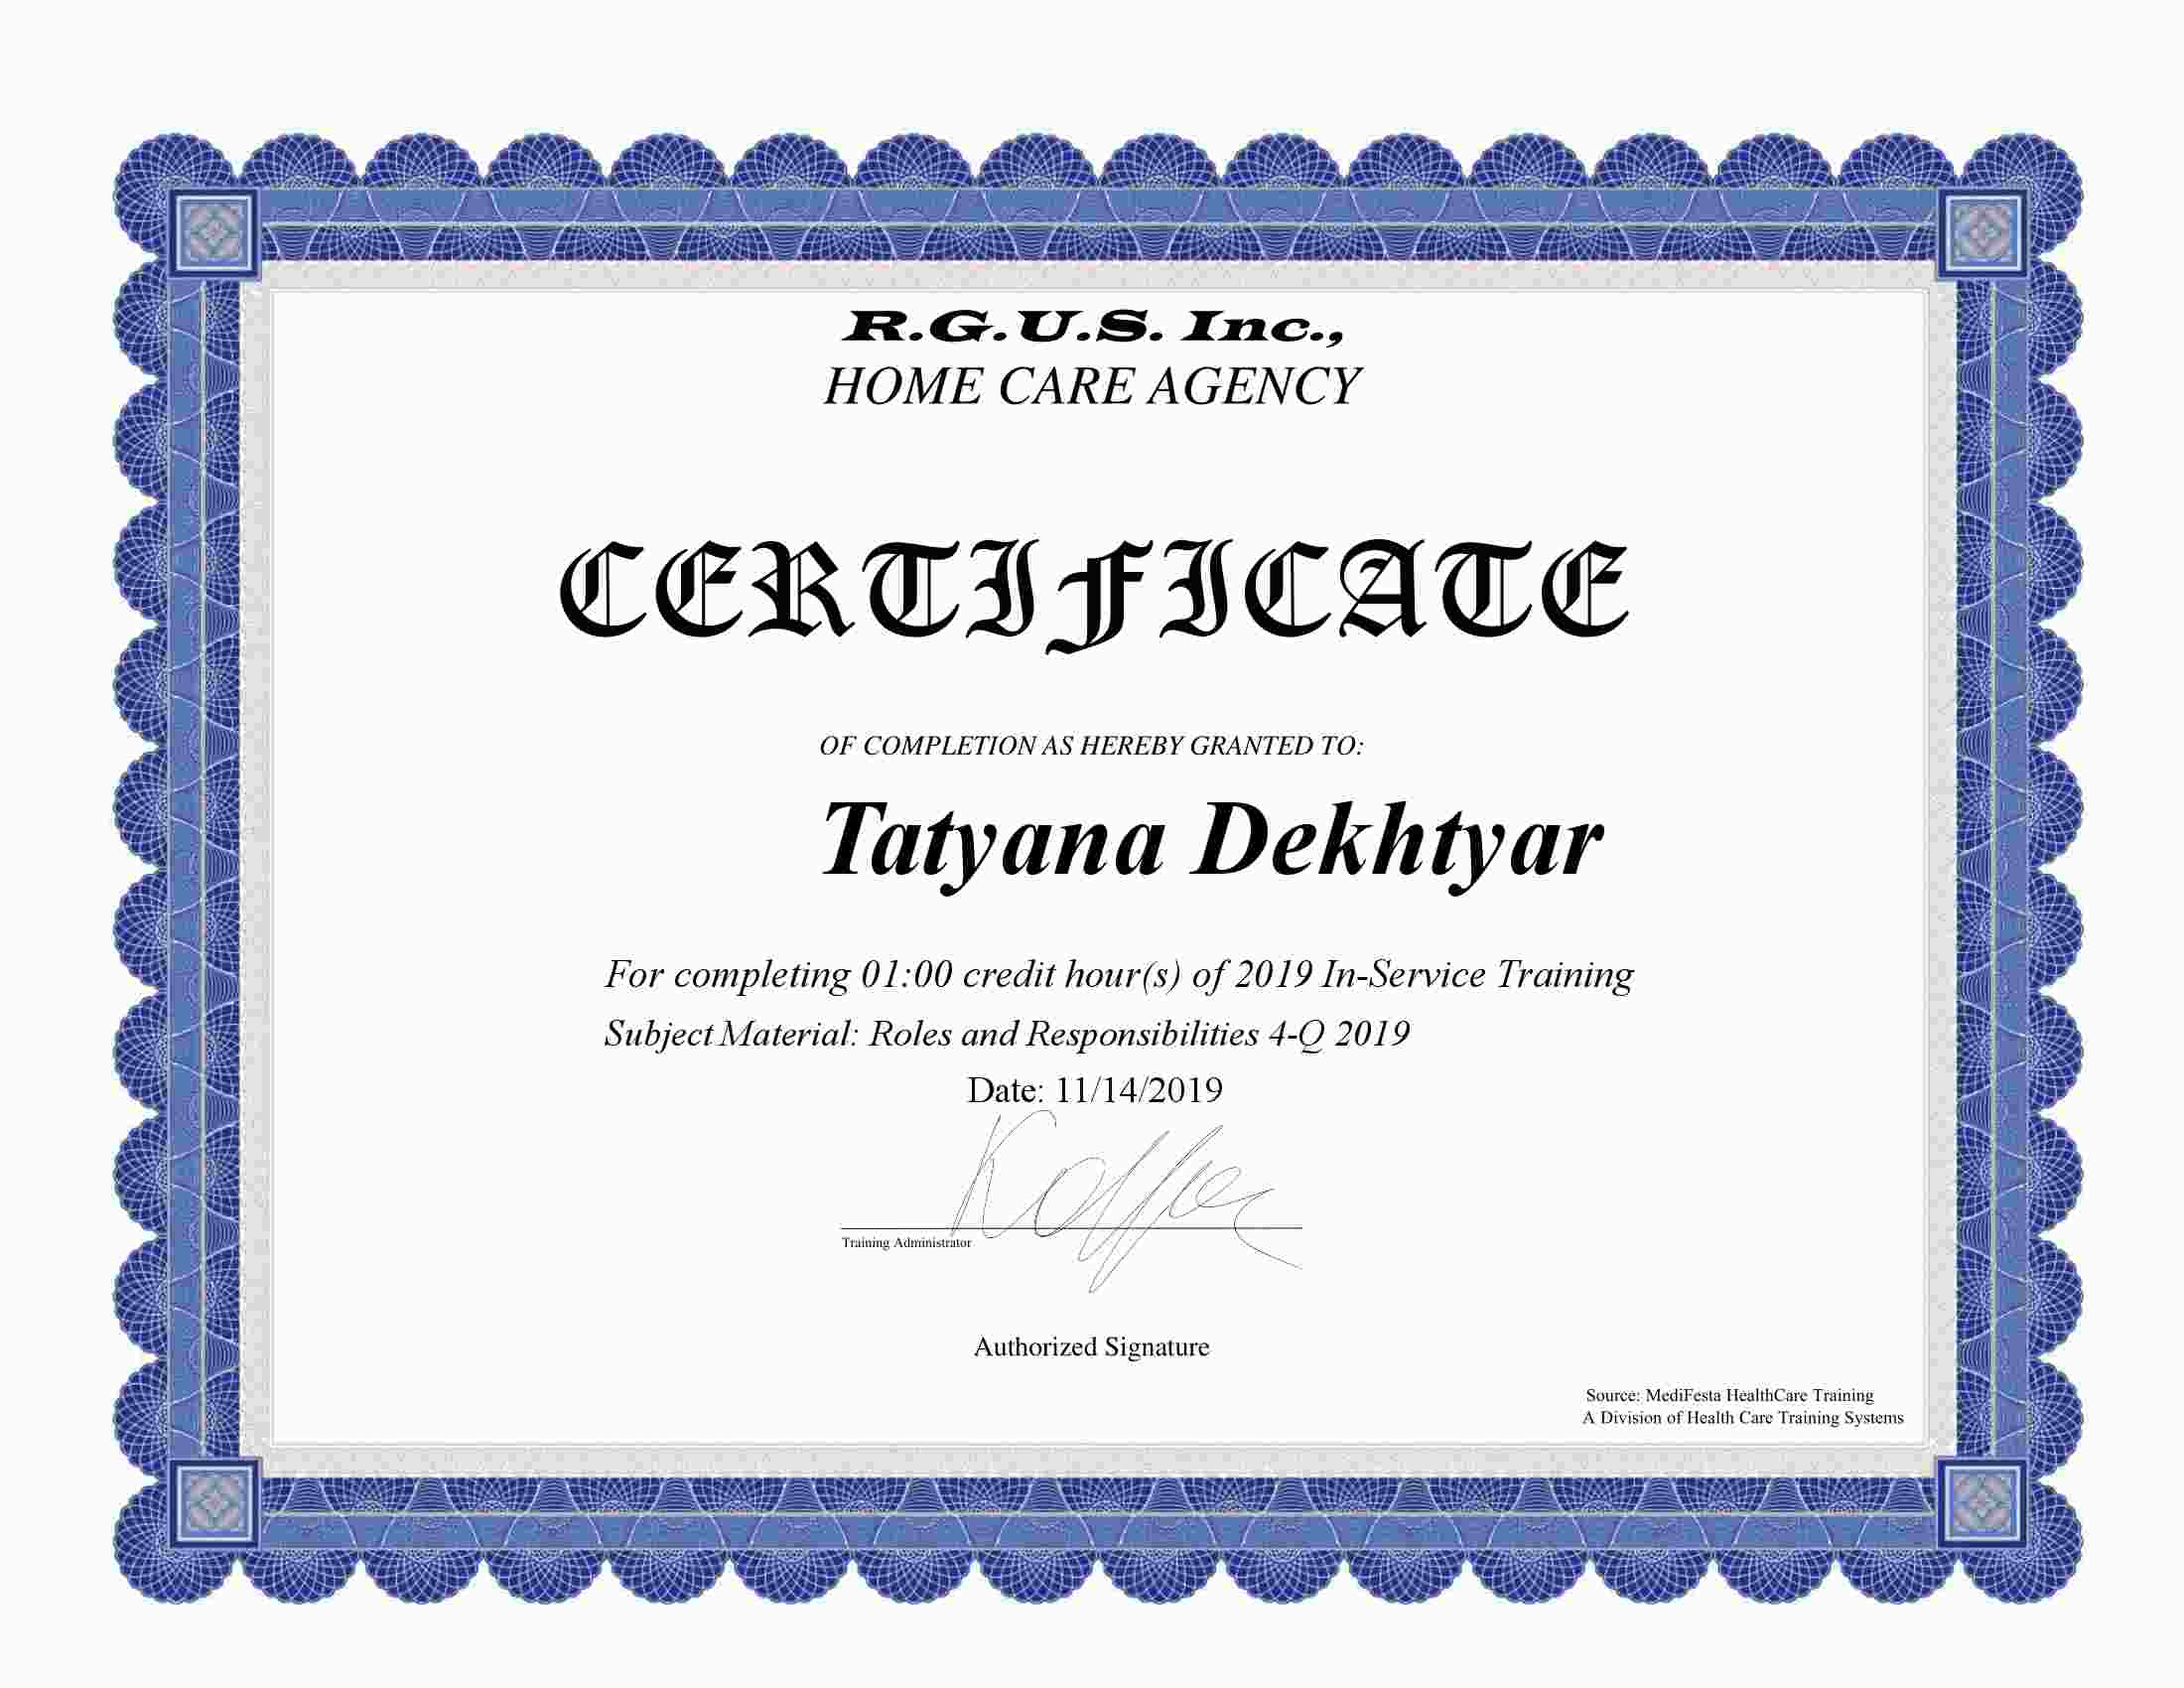 R.G.U.S. Inc.,
HOME CARE AGENCY
CERTIFICATE
OF COMPLETION AS HEREBY GRANTED TO:
Tatyana Dekhtyar
For completing 01:00 credit hour(s) of 2019 In-Service Training
Subject Material: Roles and Responsibilities 4-Q 2019
Date: 11/14/2019
Training Administrator
Authorized Signature
Source: MediFesta HealthCare Training
A Division of Health Care Training Systems